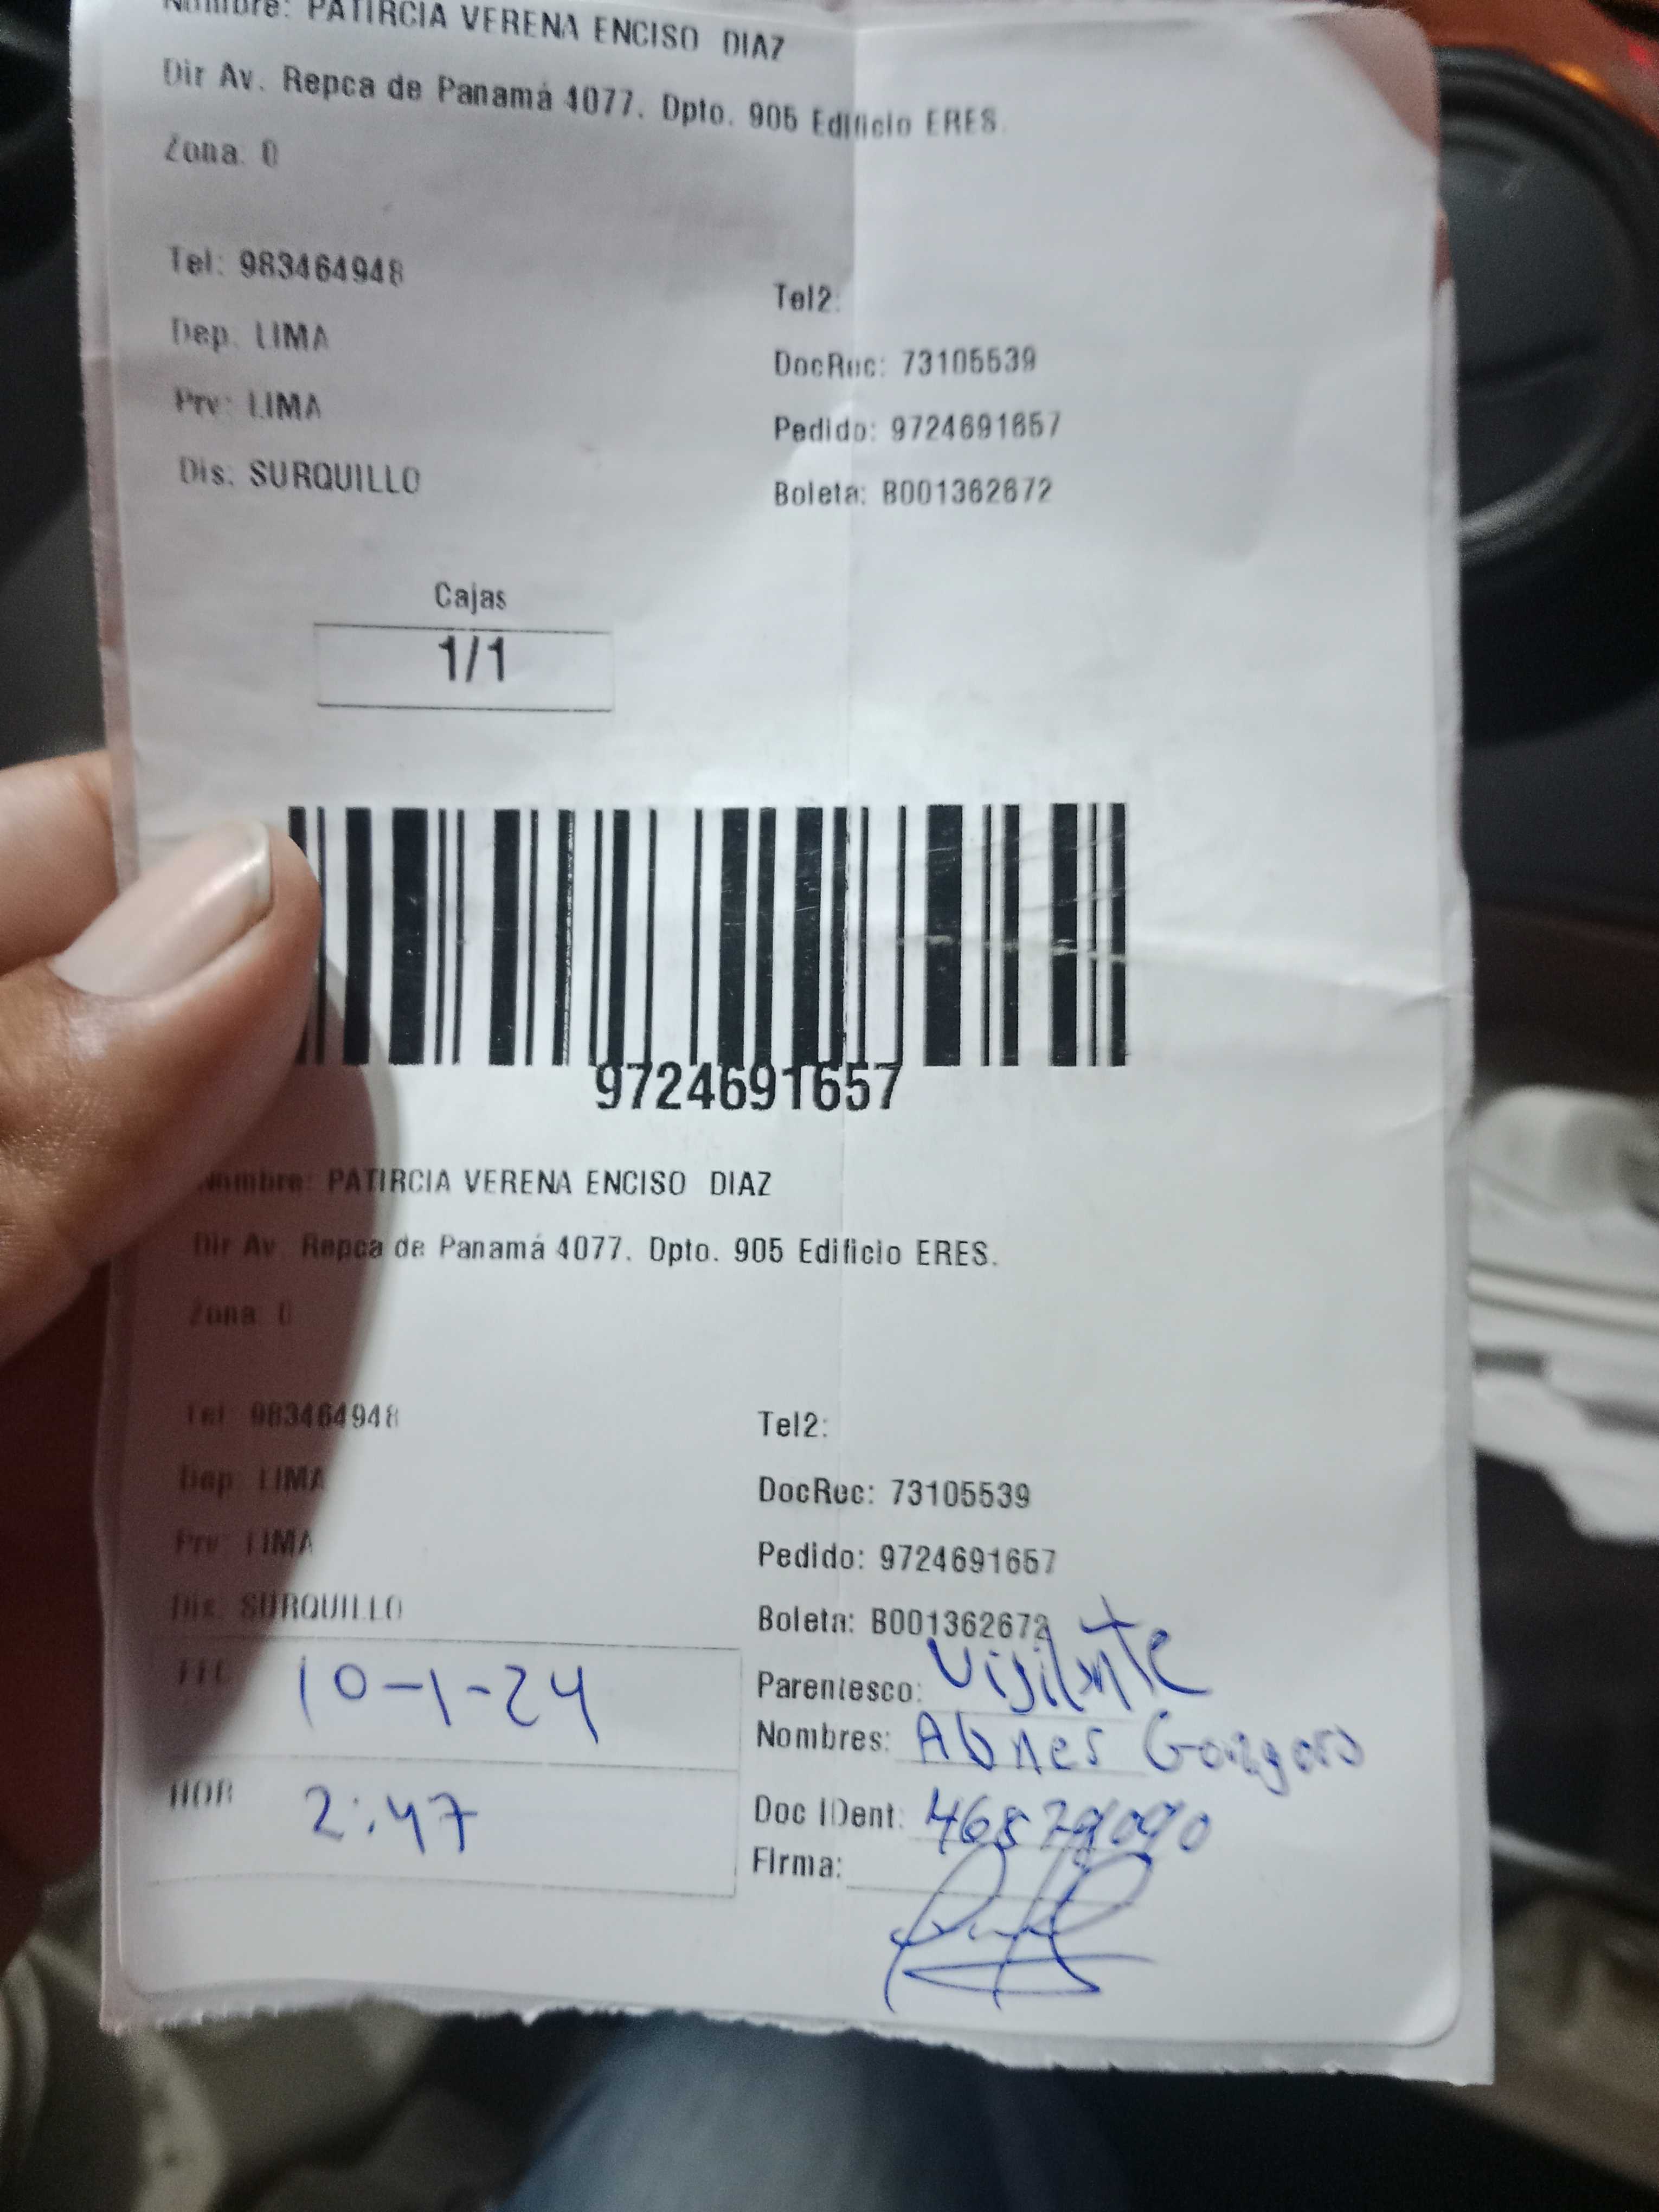 Nombre: PATIRCIA VERENA ENCISO DIAZ
Dir Av. Repca de Panamá 4077. Dpto. 905 Edificio ERES.
Zona: 0
Tel: 983464948
Tel2:
Dep: LIMA
DocRec: 73105539
Prv: LIMA
Pedido: 9724691657
Dis: SURQUILLO
Boleta: B001362672
Cajas
1/1
9724691657
Nombre: PATIRCIA VERENA ENCISO DIAZ
Dir Av. Repca de Panamá 4077. Dpto. 905 Edificio ERES.
Zona: 0
Tel: 983464948
Tel2:
Dep: LIMA
DocRec: 73105539
Prv: LIMA
Pedido: 9724691657
Dis: SURQUILLO
Boleta: B001362672
10-1-24
Parentesco: Vigilante
Nombres: Abner
HOR 2:47
Doc IDent:
Firma: